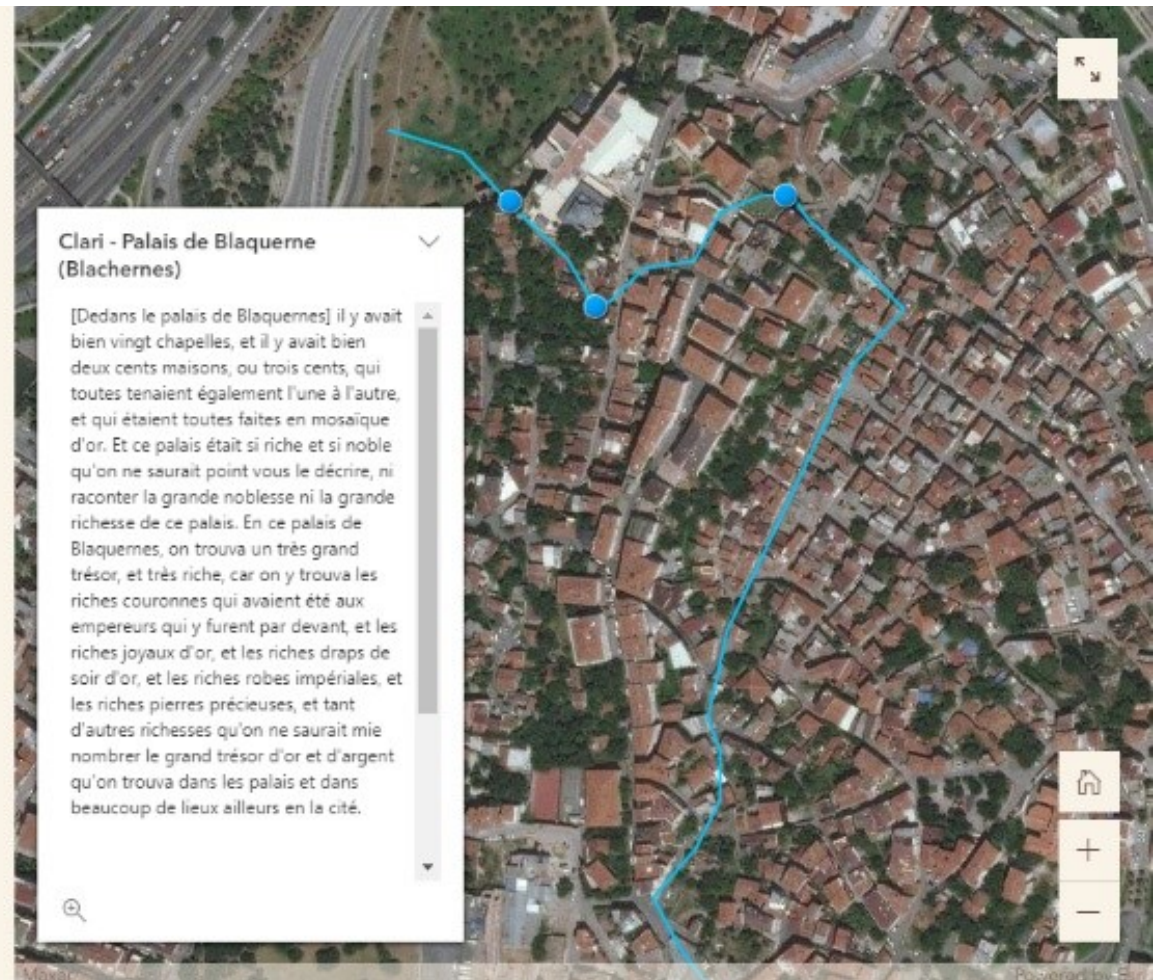 Clari - Palais de Blaquerne
(Blachernes)
[Dedans le palais de Blaquernes] il y avait
bien vingt chapelles, et il y avait bien
deux cents maisons, ou trois cents, qui
toutes tenaient également l'une à l'autre,
et qui étaient toutes faites en mosaïque
d'or. Et ce palais était si riche et si noble
qu'on ne saurait point vous le décrire, ni
raconter la grande noblesse ni la grande
richesse de ce palais. En ce palais de
Blaquernes, on trouva un très grand
trésor, et très riche, car on y trouva les
riches couronnes qui avaient été aux
empereurs qui y furent par devant, et les
riches joyaux d'or, et les riches draps de
soir d'or, et les riches robes impériales, et
les riches pierres précieuses, et tant
d'autres richesses qu'on ne saurait mie
nombrer le grand trésor d'or et d'argent
qu'on trouva dans les palais et dans
beaucoup de lieux ailleurs en la cité.